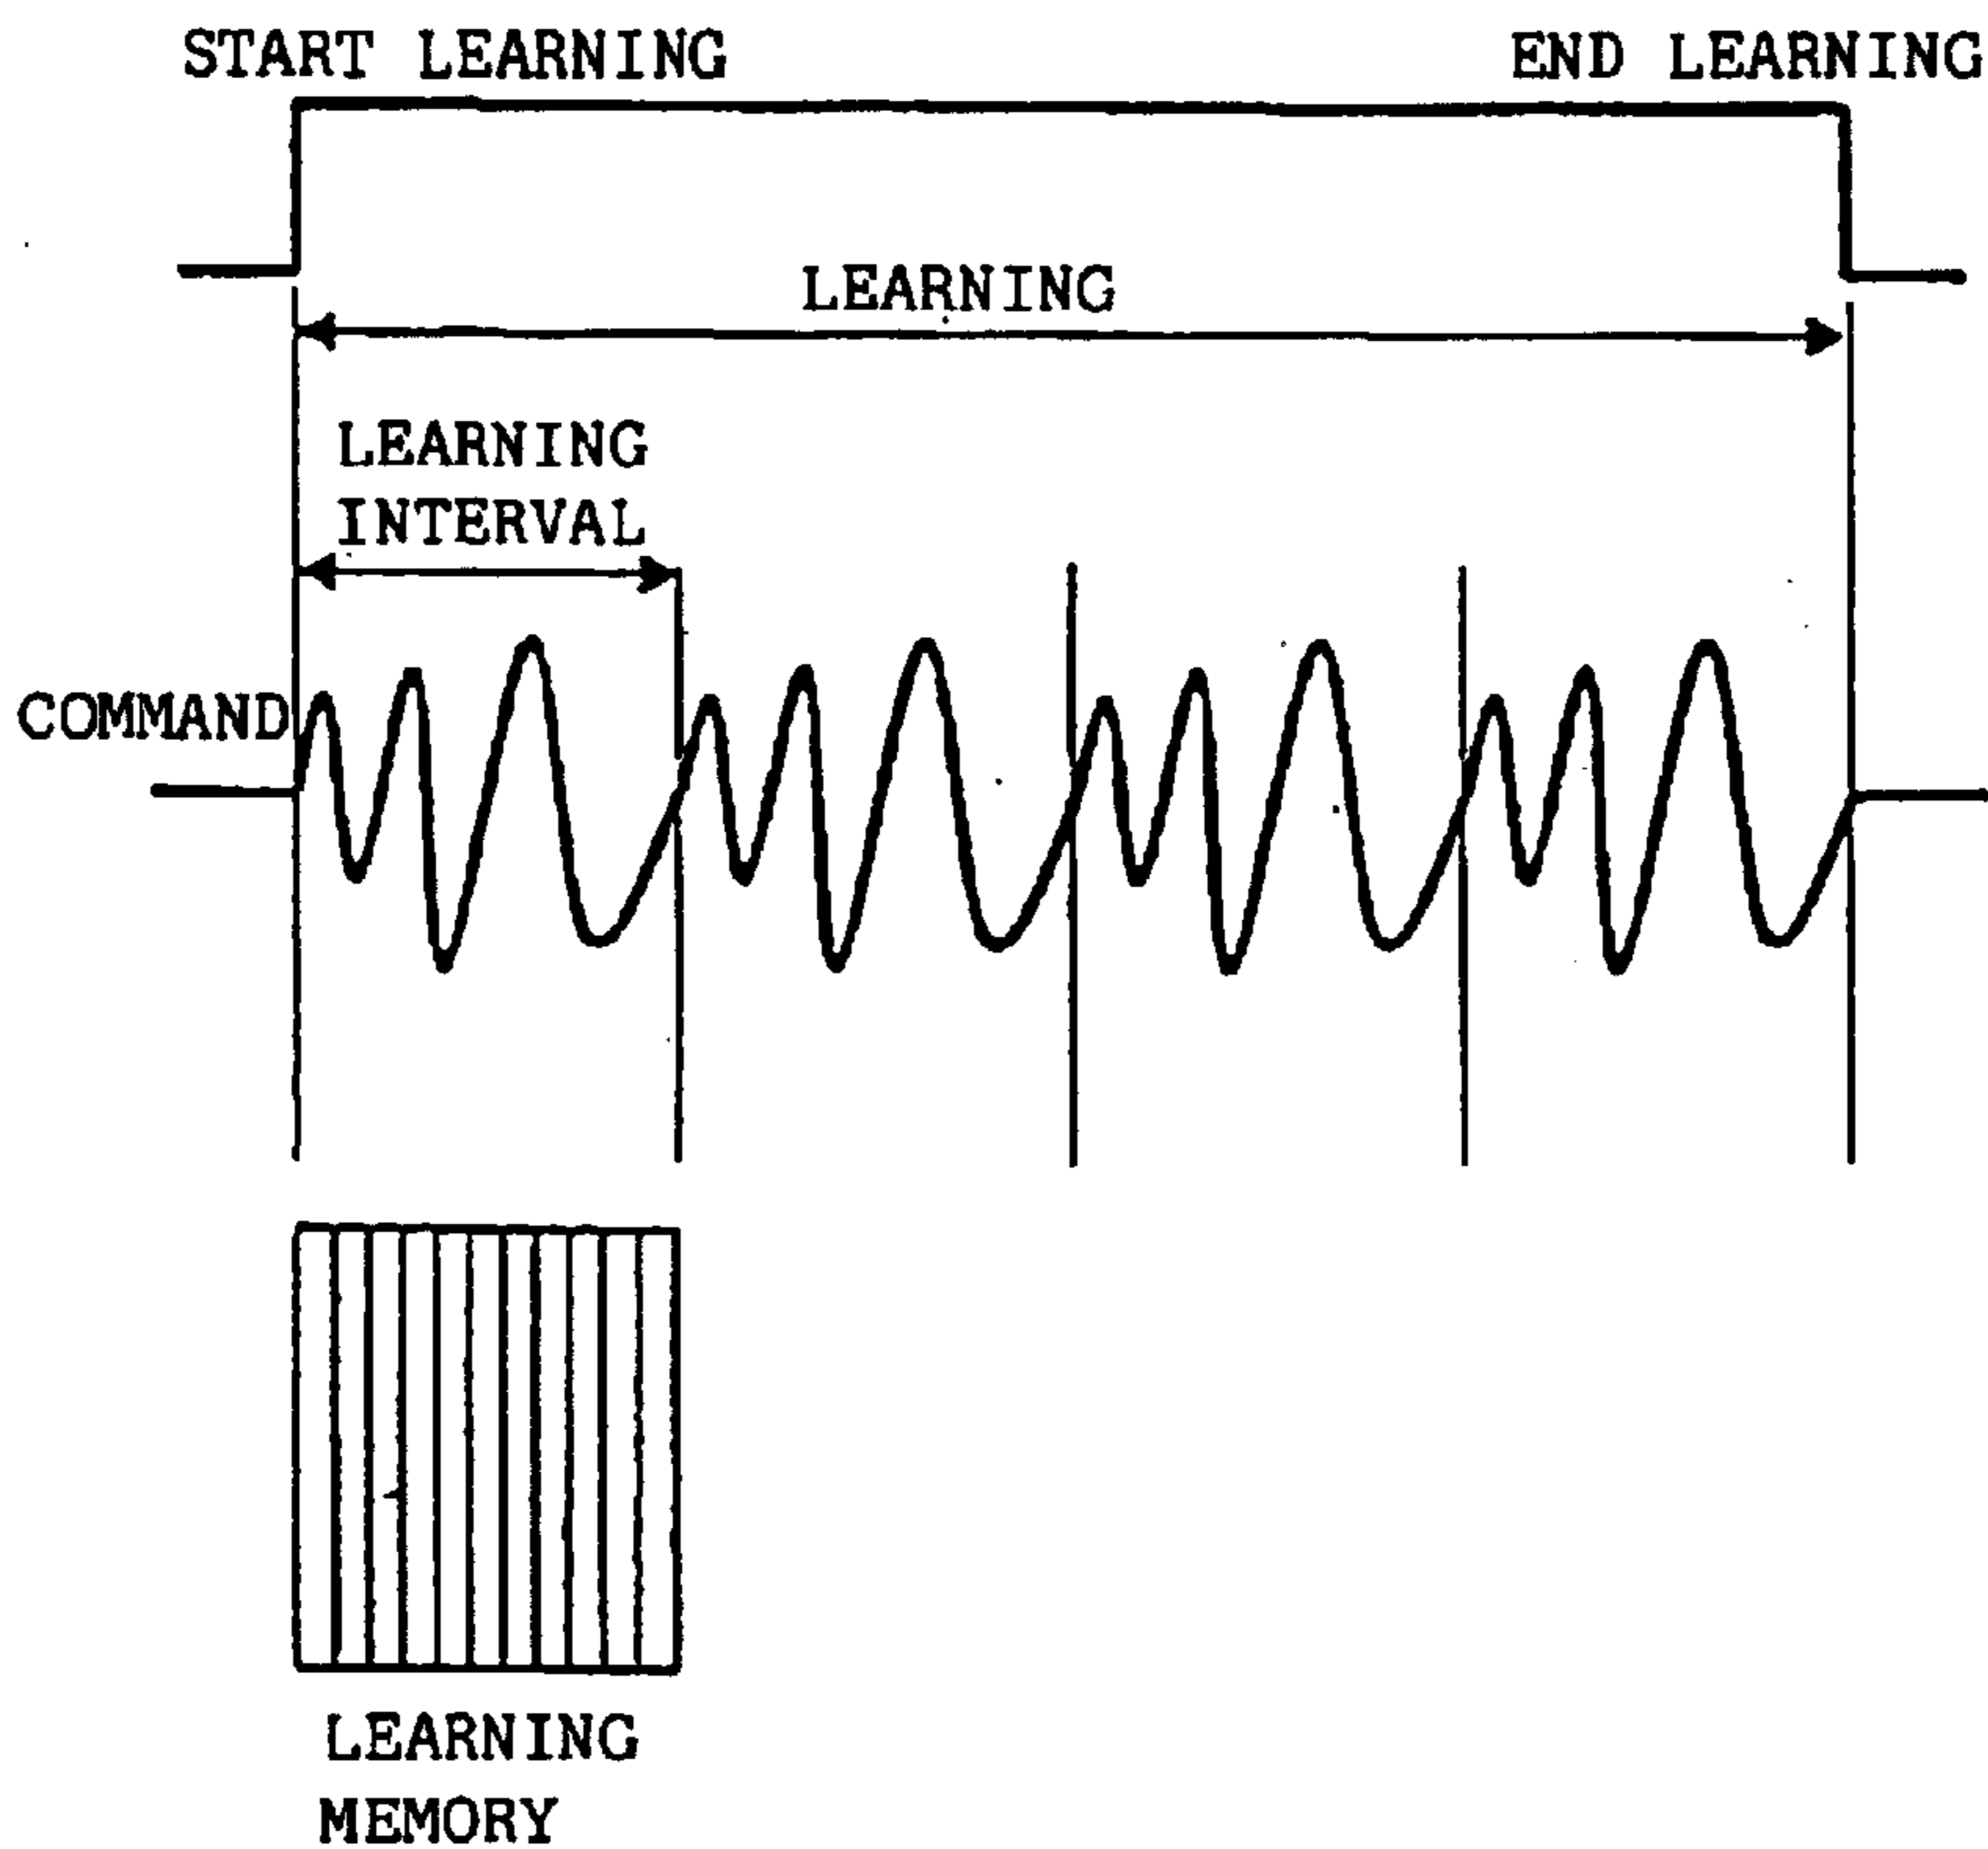 START LEARNING
END LEARNING
LEARNING
LEARNING
INTERVAL
COMMAND
LEARNING
MEMORY